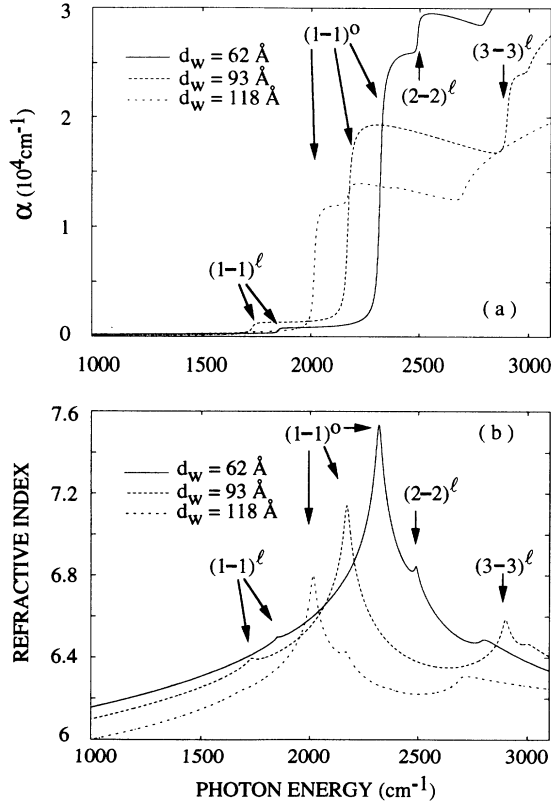 3
(1−1)ᵒ
d_w = 62 Å
d_w = 93 Å
d_w = 118 Å
(3−3)ˡ
(2−2)ˡ
2
α (10⁴cm⁻¹)
1
(1−1)ˡ
0
( a )
1000 1500 2000 2500 3000
7.6
(1−1)ᵒ
( b )
d_w = 62 Å
d_w = 93 Å
d_w = 118 Å
7.2
(2−2)ˡ
REFRACTIVE INDEX
(1−1)ˡ
(3−3)ˡ
6.8
6.4
6
1000 1500 2000 2500 3000
PHOTON ENERGY (cm⁻¹)